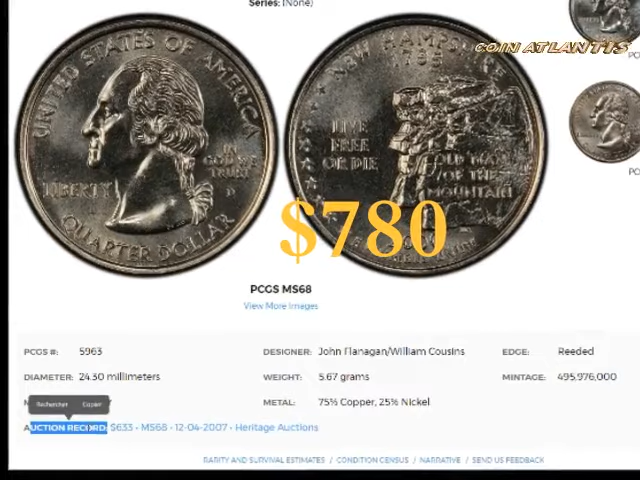 Series: (None)
COIN ATLANTIS
UNITED STATES OF AMERICA
LIBERTY
IN
GOD WE
TRUST
D
QUARTER DOLLAR
NEW HAMPSHIRE
1788
LIVE
FREE
OR DIE
OLD MAN
OF THE
MOUNTAIN
$780
PC
PC
PCGS MS68
View More Images
PCGS #: 5963
DESIGNER: John Flanagan/William Cousins
EDGE: Reeded
DIAMETER: 24.30 millimeters
WEIGHT: 5.67 grams
MINTAGE: 495,976,000
Rechercher Copier
METAL: 75% Copper, 25% Nickel
AUCTION RECORD: $633 • MS68 • 12-04-2007 • Heritage Auctions
RARITY AND SURVIVAL ESTIMATES / CONDITION CENSUS / NARRATIVE / SEND US FEEDBACK